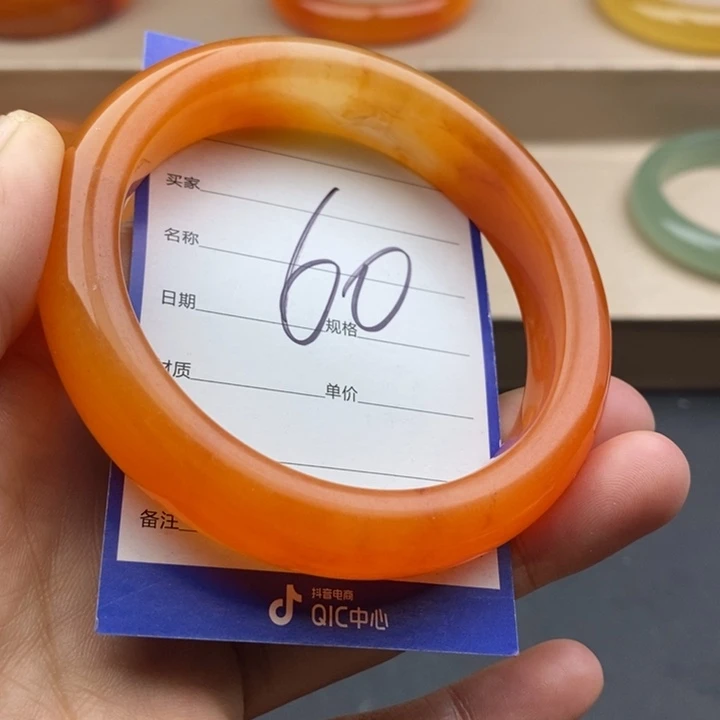 买家
60
名称
日期 规格
材质 单价
备注
抖音电商
QIC中心